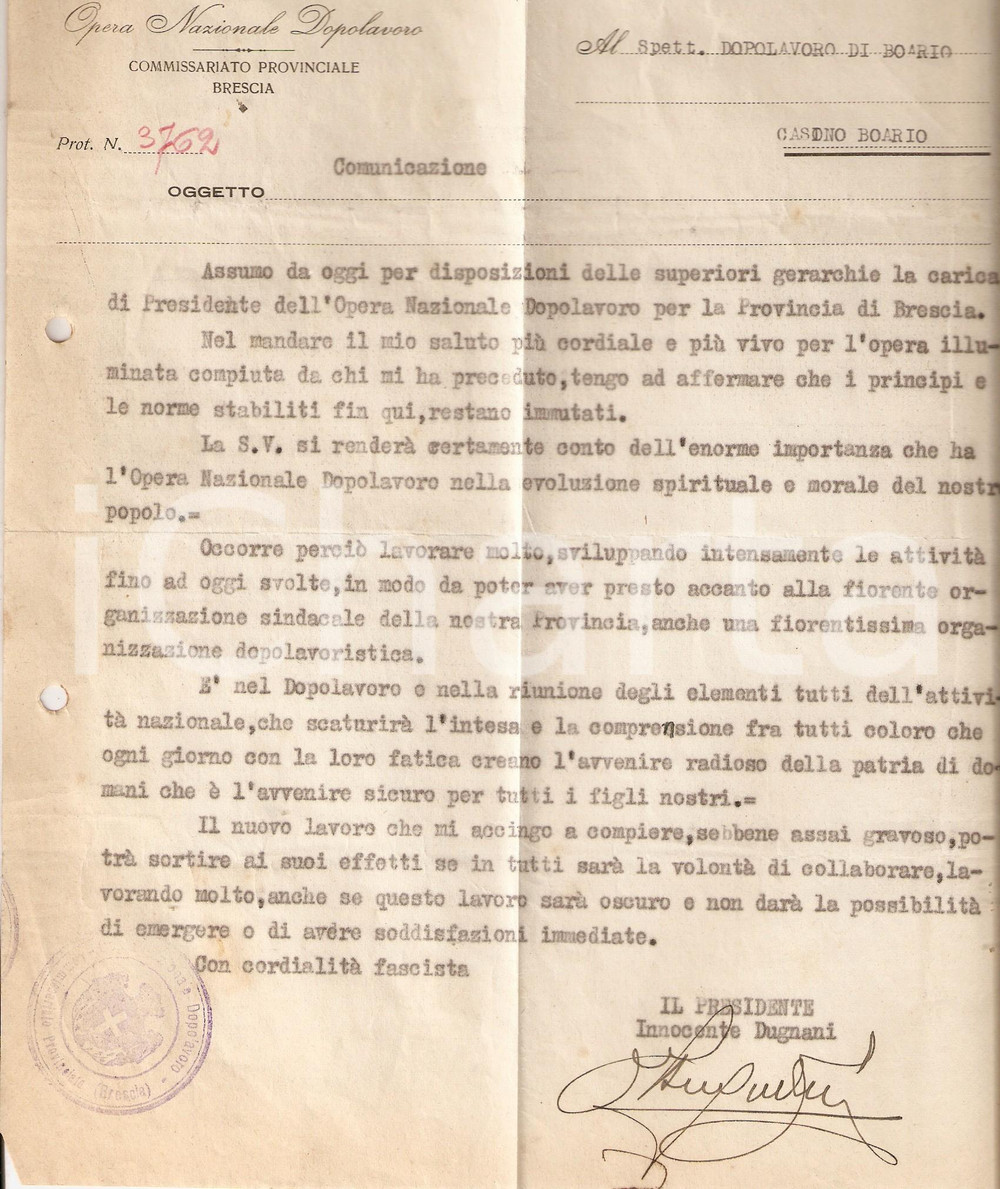 Opera Nazionale Dopolavoro
COMMISSARIATO PROVINCIALE
BRESCIA
Al Spett. DOPOLAVORO DI BOARIO
CASINO BOARIO
Prot. N. 3762
Comunicazione
OGGETTO
Assumo da oggi per disposizioni delle superiori gerarchie la carica
di Presidente dell'Opera Nazionale Dopolavoro per la Provincia di Brescia.
Nel mandare il mio saluto più cordiale e più vivo per l'opera illu-
minata compiuta da chi mi ha preceduto,tengo ad affermare che i principi e
le norme stabiliti fin qui,restano immutati.
La S.V. si renderà certamente conto dell'enorme importanza che ha
l'Opera Nazionale Dopolavoro nella evoluzione spirituale e morale del nostr
popolo.=
Occorre perciò lavorare molto,sviluppando intensamente le attività
fino ad oggi svolte,in modo da poter aver presto accanto alla fiorente or-
ganizzazione sindacale della nostra Provincia,anche una fiorentissima orga-
nizzazione dopolavoristica.
E' nel Dopolavoro e nella riunione degli elementi tutti dell'attivi-
tà nazionale,che scaturirà l'intesa e la comprensione fra tutti coloro che
ogni giorno con la loro fatica creano l'avvenire radioso della patria di do-
mani che è l'avvenire sicuro per tutti i figli nostri.=
Il nuovo lavoro che mi accingo a compiere,sebbene assai gravoso,po-
trà sortire ai suoi effetti se in tutti sarà la volontà di collaborare,la-
vorando molto,anche se questo lavoro sarà oscuro e non darà la possibilità
di emergere o di avere soddisfazioni immediate.
Con cordialità fascista
IL PRESIDENTE
Innocente Dugnani
Dopolavoro
Provinciale (Brescia)
iCharta